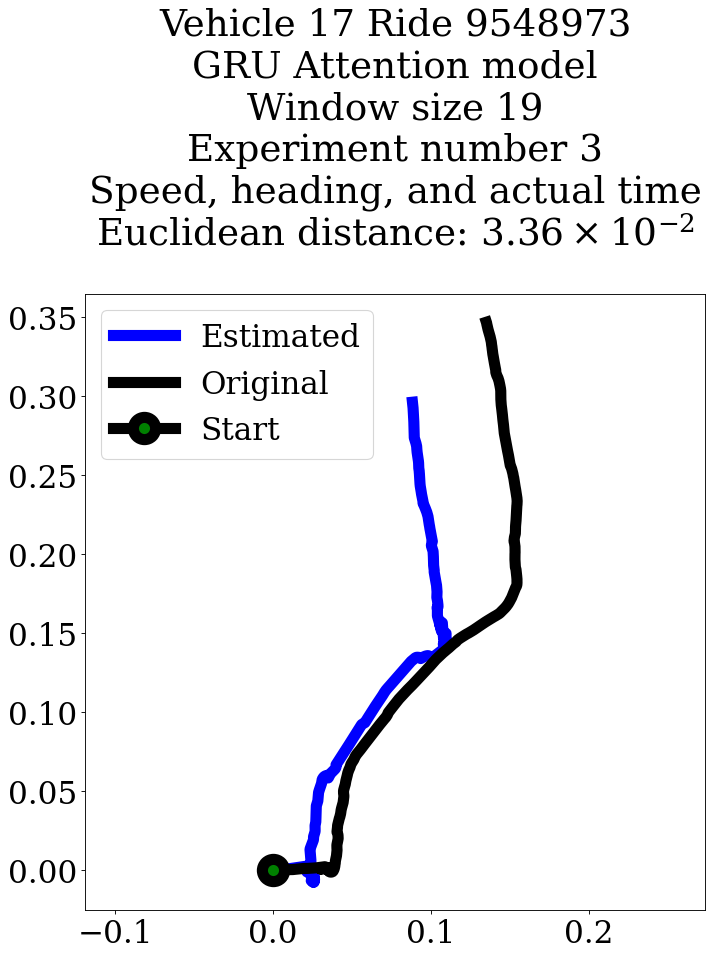 Vehicle 17 Ride 9548973
GRU Attention model
Window size 19
Experiment number 3
Speed, heading, and actual time
Euclidean distance: 3.36 × 10⁻²
Estimated
Original
Start
0.35
0.30
0.25
0.20
0.15
0.10
0.05
0.00
−0.1 0.0 0.1 0.2